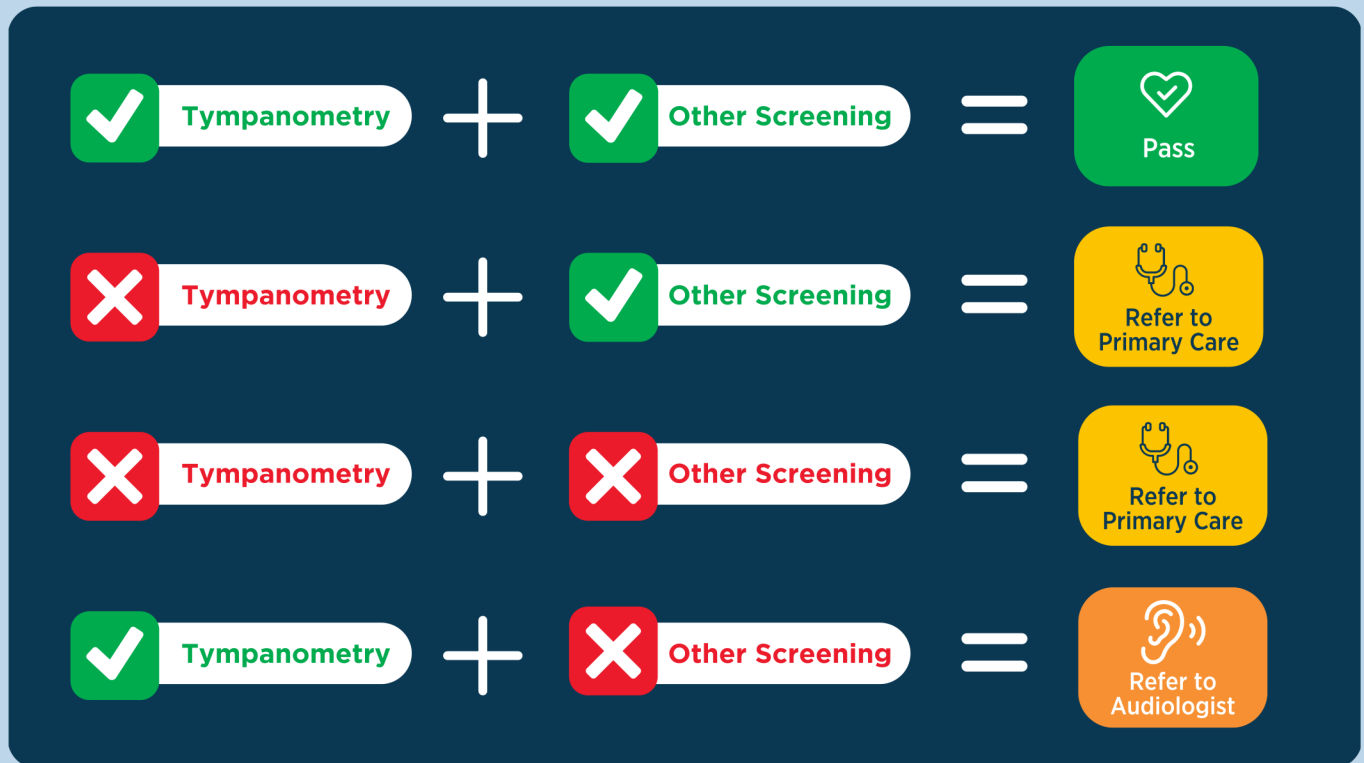 Tympanometry
Other Screening
Pass
Tympanometry
Other Screening
Refer to
Primary Care
Tympanometry
Other Screening
Refer to
Primary Care
Tympanometry
Other Screening
Refer to
Audiologist